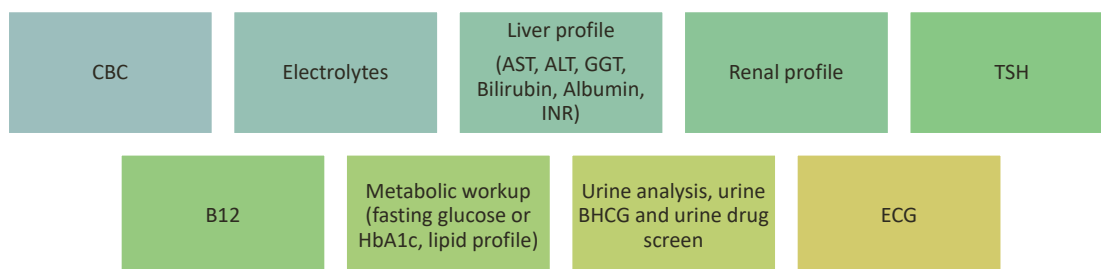 CBC
Electrolytes
Liver profile
(AST, ALT, GGT,
Bilirubin, Albumin,
INR)
Renal profile
TSH
B12
Metabolic workup
(fasting glucose or
HbA1c, lipid profile)
Urine analysis, urine
BHCG and urine drug
screen
ECG